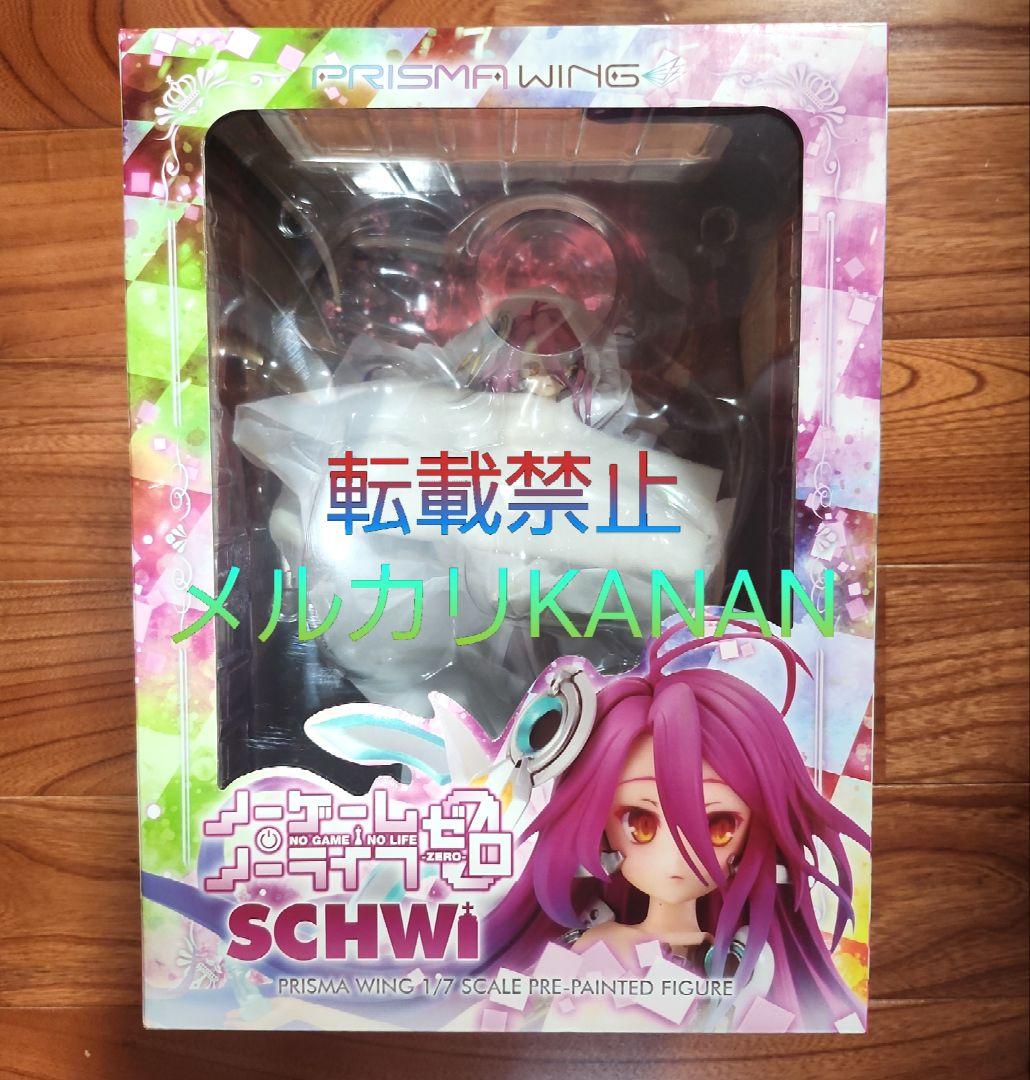 PRISMA WING
転載禁止
メルカリKANAN
ノーゲーム
NO GAME NO LIFE
ノーライフ
ゼロ
-ZERO-
SCHWi
PRISMA WING 1/7 SCALE PRE-PAINTED FIGURE